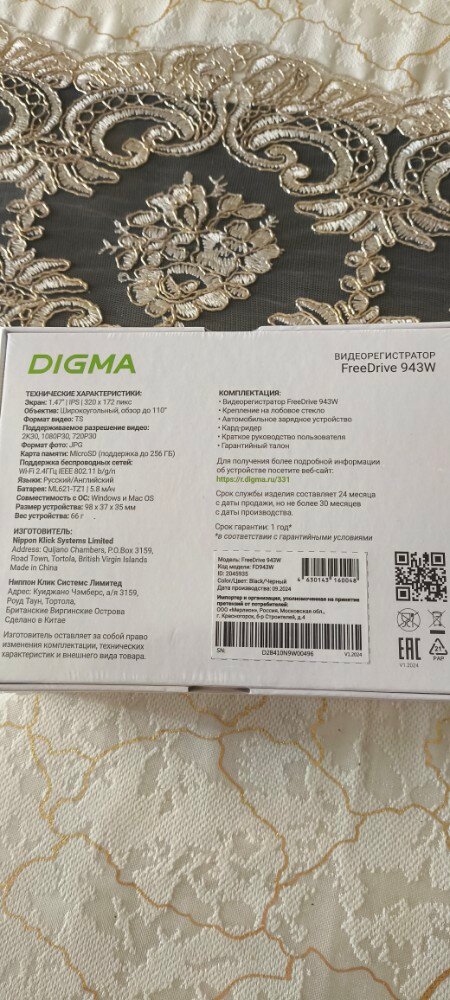 DIGMA
ВИДЕОРЕГИСТРАТОР
FreeDrive 943W
ТЕХНИЧЕСКИЕ ХАРАКТЕРИСТИКИ:
Экран: 1.47" | IPS | 320 x 172 пикс
Объектив: Широкоугольный, обзор до 110°
Формат видео: TS
Поддерживаемое разрешение видео:
2K30, 1080P30, 720P30
Формат фото: JPG
Карта памяти: MicroSD (поддержка до 256 ГБ)
Поддержка беспроводных сетей:
Wi-Fi 2.4ГГц IEEE 802.11 b/g/n
Языки: Русский/Английский
Батарея: ML621-TZ1 | 5.8 мАч
Совместимость с ОС: Windows и Mac OS
Размер устройства: 98 x 37 x 35 мм
Вес устройства: 66 г
ИЗГОТОВИТЕЛЬ:
Nippon Klick Systems Limited
Address: Quijano Chambers, P.O.Box 3159,
Road Town, Tortola, British Virgin Islands
Made in China
Ниппон Клик Системс Лимитед
Адрес: Куиджано Чэмберс, а/я 3159,
Роуд Таун, Тортола,
Британские Виргинские Острова
Сделано в Китае
Изготовитель оставляет за собой право
изменения комплектации, технических
характеристик и внешнего вида товара.
КОМПЛЕКТАЦИЯ:
• Видеорегистратор FreeDrive 943W
• Крепление на лобовое стекло
• Автомобильное зарядное устройство
• Кард-ридер
• Краткое руководство пользователя
• Гарантийный талон
Для получения более подробной информации
об устройстве посетите веб-сайт:
https://r.digma.ru/331
Срок службы изделия составляет 24 месяца
с даты продажи, но не более 30 месяцев
с даты производства.
Срок гарантии: 1 год*
*в соответствии с гарантийными условиями
Модель: FreeDrive 943W
Код модели: FD943W
ID: 2045935
Color/Цвет: Black/Черный
Дата производства: 09.2024
4 630143 160048
Импортер и организация, уполномоченная на принятие
претензий от потребителей:
ООО «Мерлион», Россия, Московская обл.,
г. Красногорск, б-р Строителей, д.4
S/N:
D28410N9W00496
V1.2024
EAC
21
PAP
V1.2024